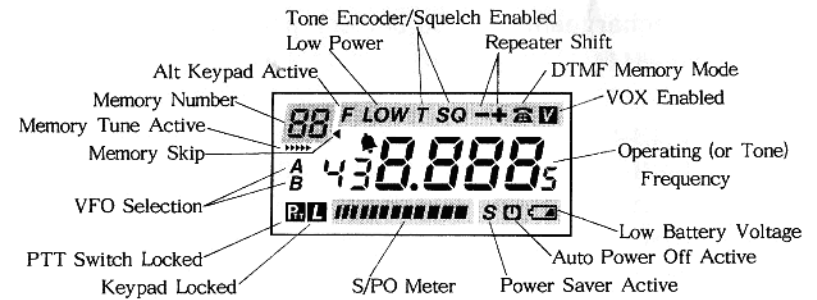 Tone Encoder/Squelch Enabled
Low Power
Repeater Shift
Alt Keypad Active
DTMF Memory Mode
Memory Number
VOX Enabled
Memory Tune Active
Memory Skip
88 F LOW T SQ −+ V
A
B
438.888s
Operating (or Tone)
Frequency
VFO Selection
L
S
Low Battery Voltage
PTT Switch Locked
Auto Power Off Active
Keypad Locked
S/PO Meter
Power Saver Active